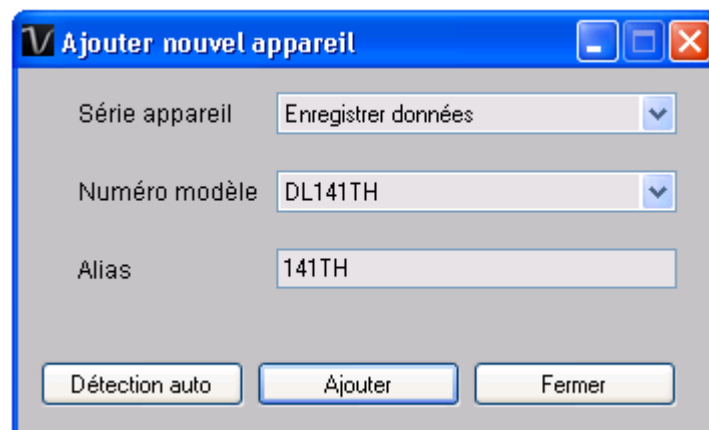 Ajouter nouvel appareil
Série appareil Enregistrer données
Numéro modèle DL141TH
Alias 141TH
Détection auto Ajouter Fermer